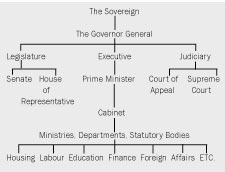 The Sovereign
The Governor General
Legislature Executive Judiciary
Senate House of Representative Prime Minister Court of Appeal Supreme Court
Cabinet
Ministries, Departments, Statutory Bodies
Housing Labour Education Finance Foreign Affairs ETC.